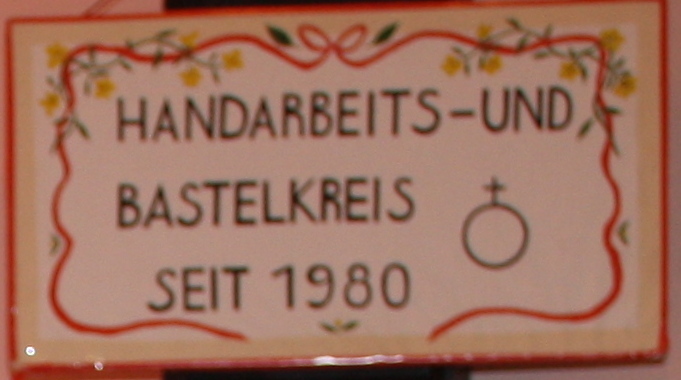 HANDARBEITS-UND
BASTELKREIS
SEIT 1980